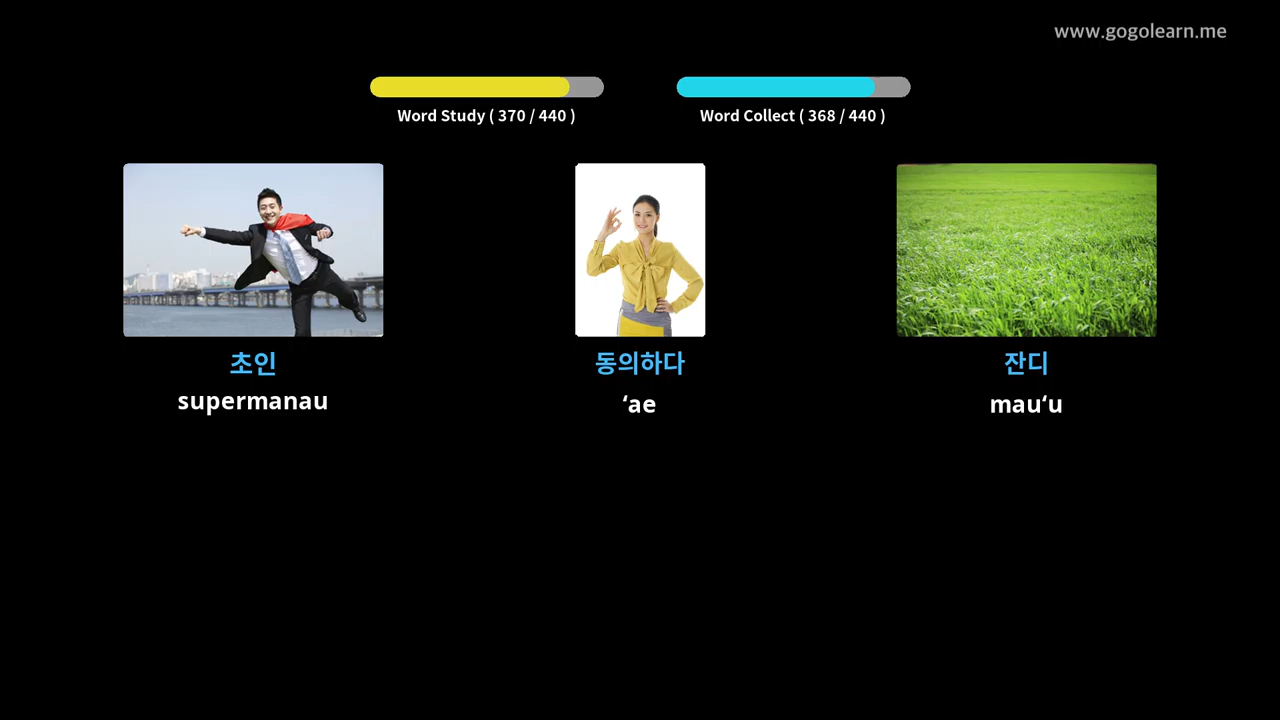 www.gogolearn.me
Word Study ( 370 / 440 )
Word Collect ( 368 / 440 )
초인
supermanau
동의하다
ʻae
잔디
mauʻu